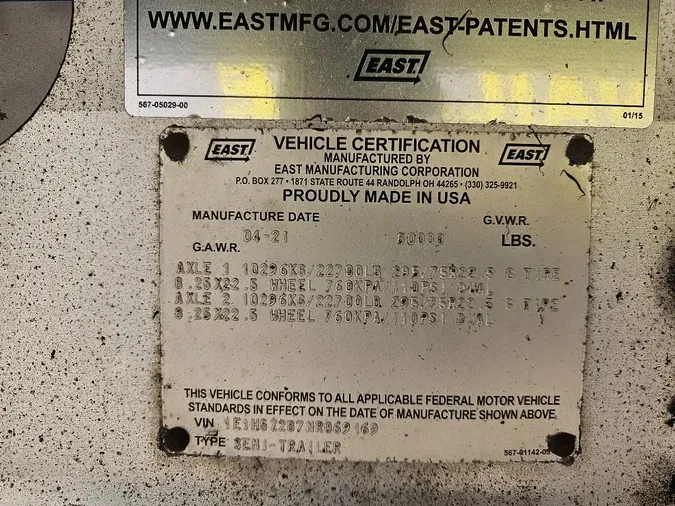 WWW.EASTMFG.COM/EAST-PATENTS.HTML
EAST
567-05029-00
01/15
EAST
VEHICLE CERTIFICATION
EAST
MANUFACTURED BY
EAST MANUFACTURING CORPORATION
P.O. BOX 277 • 1871 STATE ROUTE 44 RANDOLPH OH 44265 • (330) 325-9921
PROUDLY MADE IN USA
MANUFACTURE DATE
G.V.W.R.
04-21
60000
LBS.
G.A.W.R.
AXLE 1 10296KG/22700LB 295/75R22.5 G TIRE
8.25X22.5 WHEEL 760KPA/110PSI DUAL
AXLE 2 10296KG/22700LB 295/75R22.5 G TIRE
8.25X22.5 WHEEL 760KPA/110PSI DUAL
THIS VEHICLE CONFORMS TO ALL APPLICABLE FEDERAL MOTOR VEHICLE
STANDARDS IN EFFECT ON THE DATE OF MANUFACTURE SHOWN ABOVE.
VIN
TYPE SEMI-TRAILER
567-01142-03